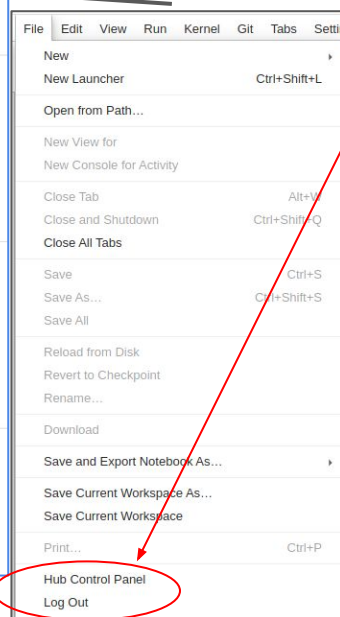 File Edit View Run Kernel Git Tabs Setti
New
New Launcher Ctrl+Shift+L
Open from Path…
New View for
New Console for Activity
Close Tab Alt+W
Close and Shutdown Ctrl+Shift+Q
Close All Tabs
Save Ctrl+S
Save As… Ctrl+Shift+S
Save All
Reload from Disk
Revert to Checkpoint
Rename…
Download
Save and Export Notebook As…
Save Current Workspace As…
Save Current Workspace
Print… Ctrl+P
Hub Control Panel
Log Out